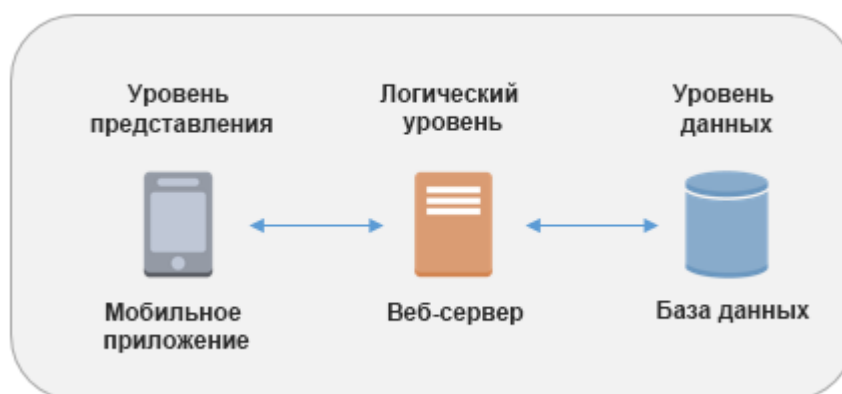 Уровень
представления
Логический
уровень
Уровень
данных
Мобильное
приложение
Веб-сервер
База данных